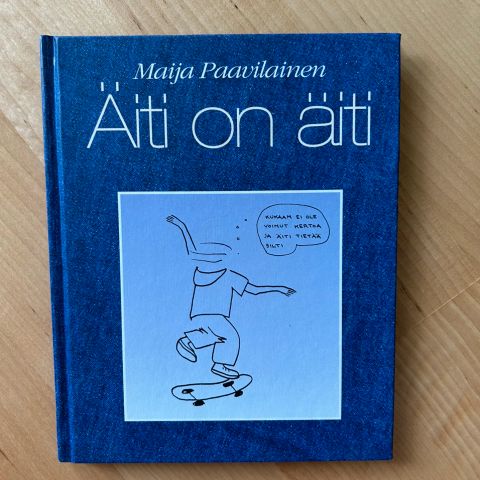 Maija Paavilainen
Äiti on äiti
KUKAAN EI OLE
VOINUT KERTOA
JA ÄITI TIETÄÄ
SILTI